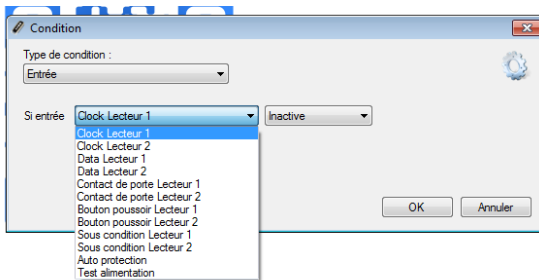 Condition
Type de condition :
Entrée
Si entrée Clock Lecteur 1 Inactive
Clock Lecteur 1
Clock Lecteur 2
Data Lecteur 1
Data Lecteur 2
Contact de porte Lecteur 1
Contact de porte Lecteur 2
Bouton poussoir Lecteur 1
Bouton poussoir Lecteur 2
Sous condition Lecteur 1
Sous condition Lecteur 2
Auto protection
Test alimentation
OK Annuler